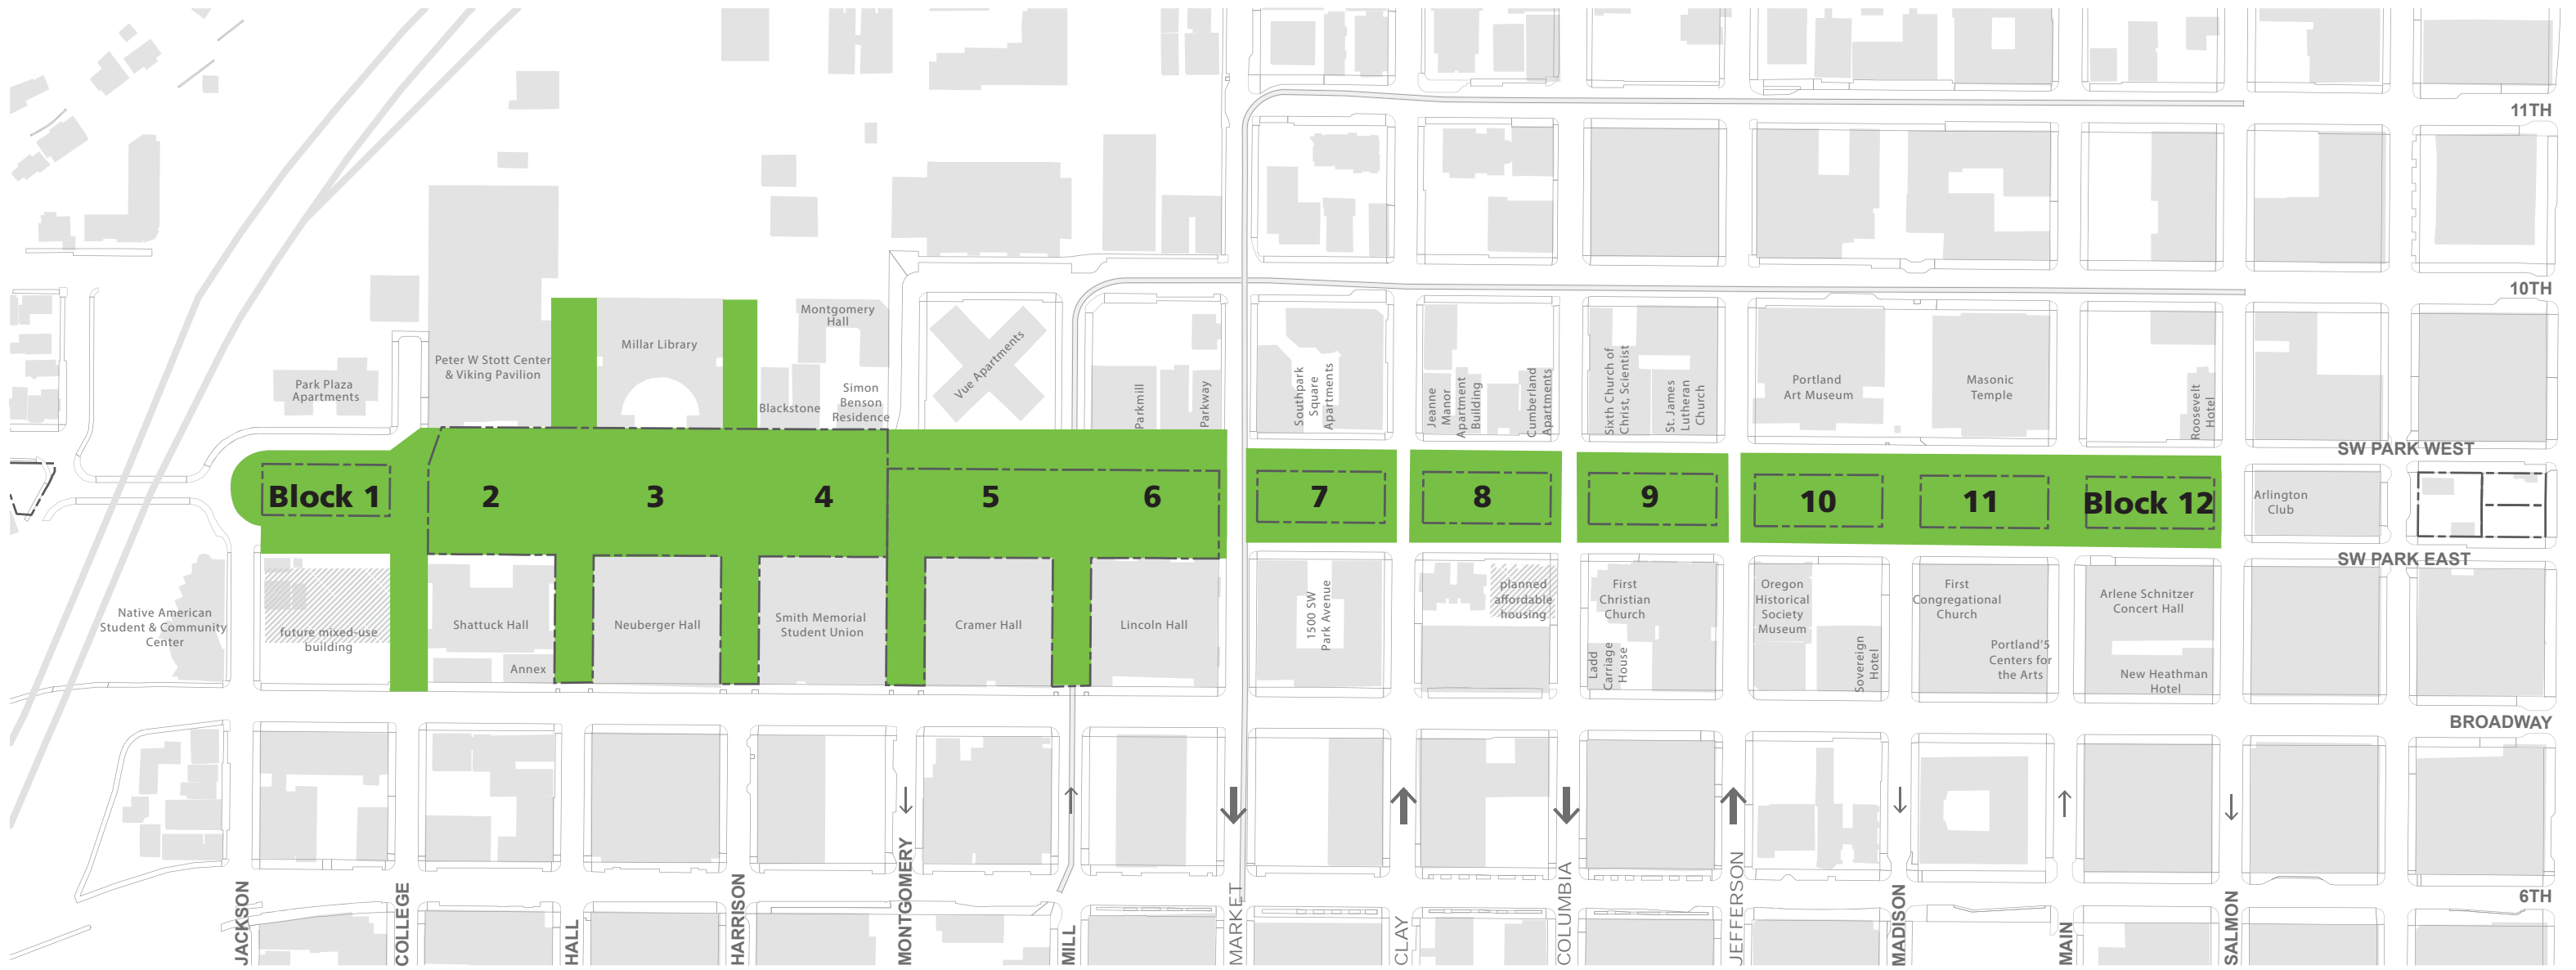 11TH
10TH
Montgomery
Hall
Millar Library
Peter W Stott Center
& Viking Pavilion
Park Plaza
Apartments
Blackstone
Simon
Benson
Residence
Vue Apartments
Parkmill
Parkway
Southpark
Square
Apartments
Jeanne
Manor
Apartment
Building
Cumberland
Apartments
Sixth Church of
Christ, Scientist
St. James
Lutheran
Church
Portland
Art Museum
Masonic
Temple
Roosevelt
Hotel
SW PARK WEST
Block 1
2
3
4
5
6
7
8
9
10
11
Block 12
Arlington
Club
SW PARK EAST
Native American
Student & Community
Center
future mixed-use
building
Shattuck Hall
Annex
Neuberger Hall
Smith Memorial
Student Union
Cramer Hall
Lincoln Hall
1500 SW
Park Avenue
planned
affordable
housing
First
Christian
Church
Ladd
Carriage
House
Oregon
Historical
Society
Museum
Sovereign
Hotel
First
Congregational
Church
Portland'5
Centers for
the Arts
Arlene Schnitzer
Concert Hall
New Heathman
Hotel
BROADWAY
6TH
JACKSON
COLLEGE
HALL
HARRISON
MONTGOMERY
MILL
MARKET
CLAY
COLUMBIA
JEFFERSON
MADISON
MAIN
SALMON